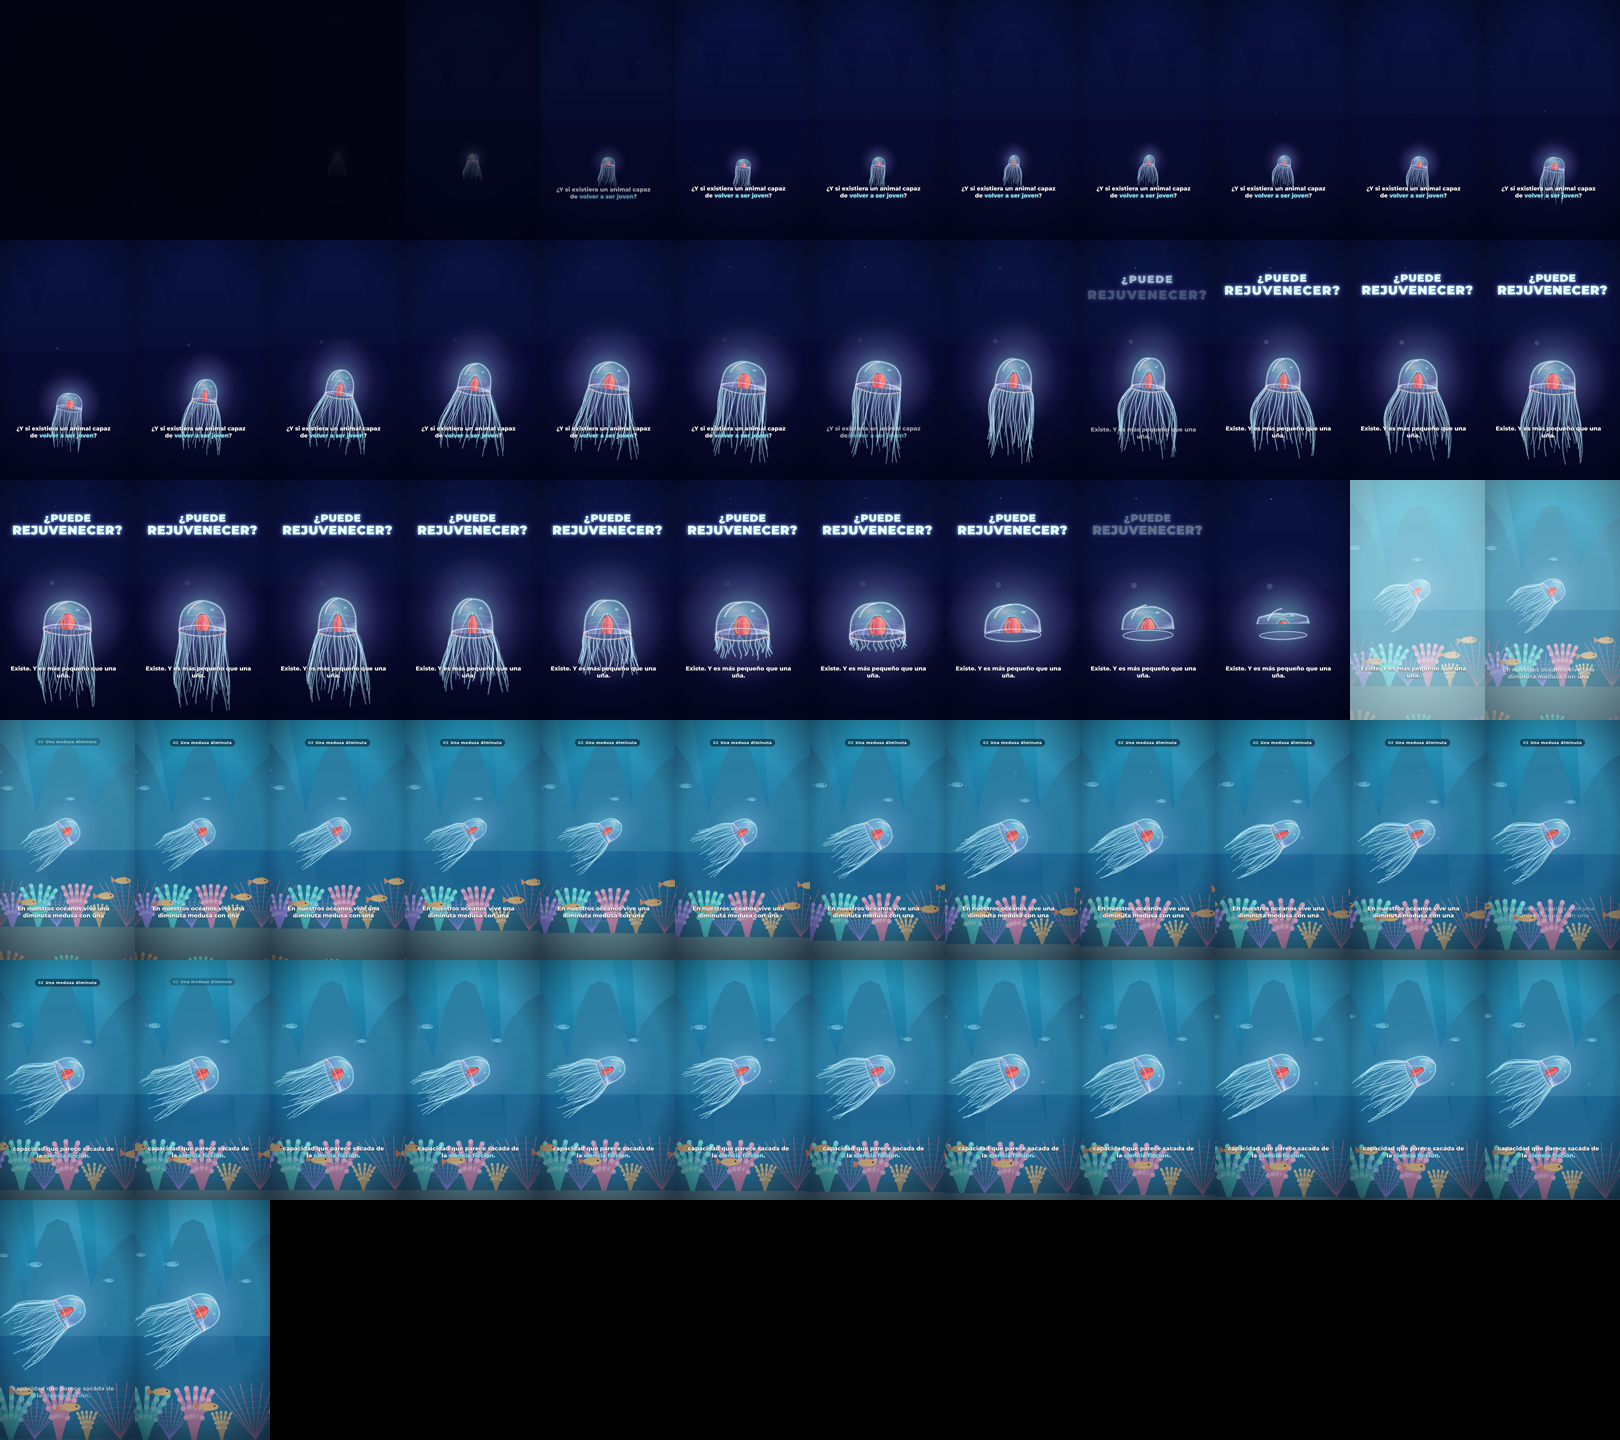 ¿Y si existiera un animal capaz
de volver a ser joven?
¿PUEDE
REJUVENECER?
Existe. Y es más pequeño que una
uña.
02 Una medusa diminuta
En nuestros océanos vive una
diminuta medusa con una
capacidad que parece sacada de
la ciencia ficción.